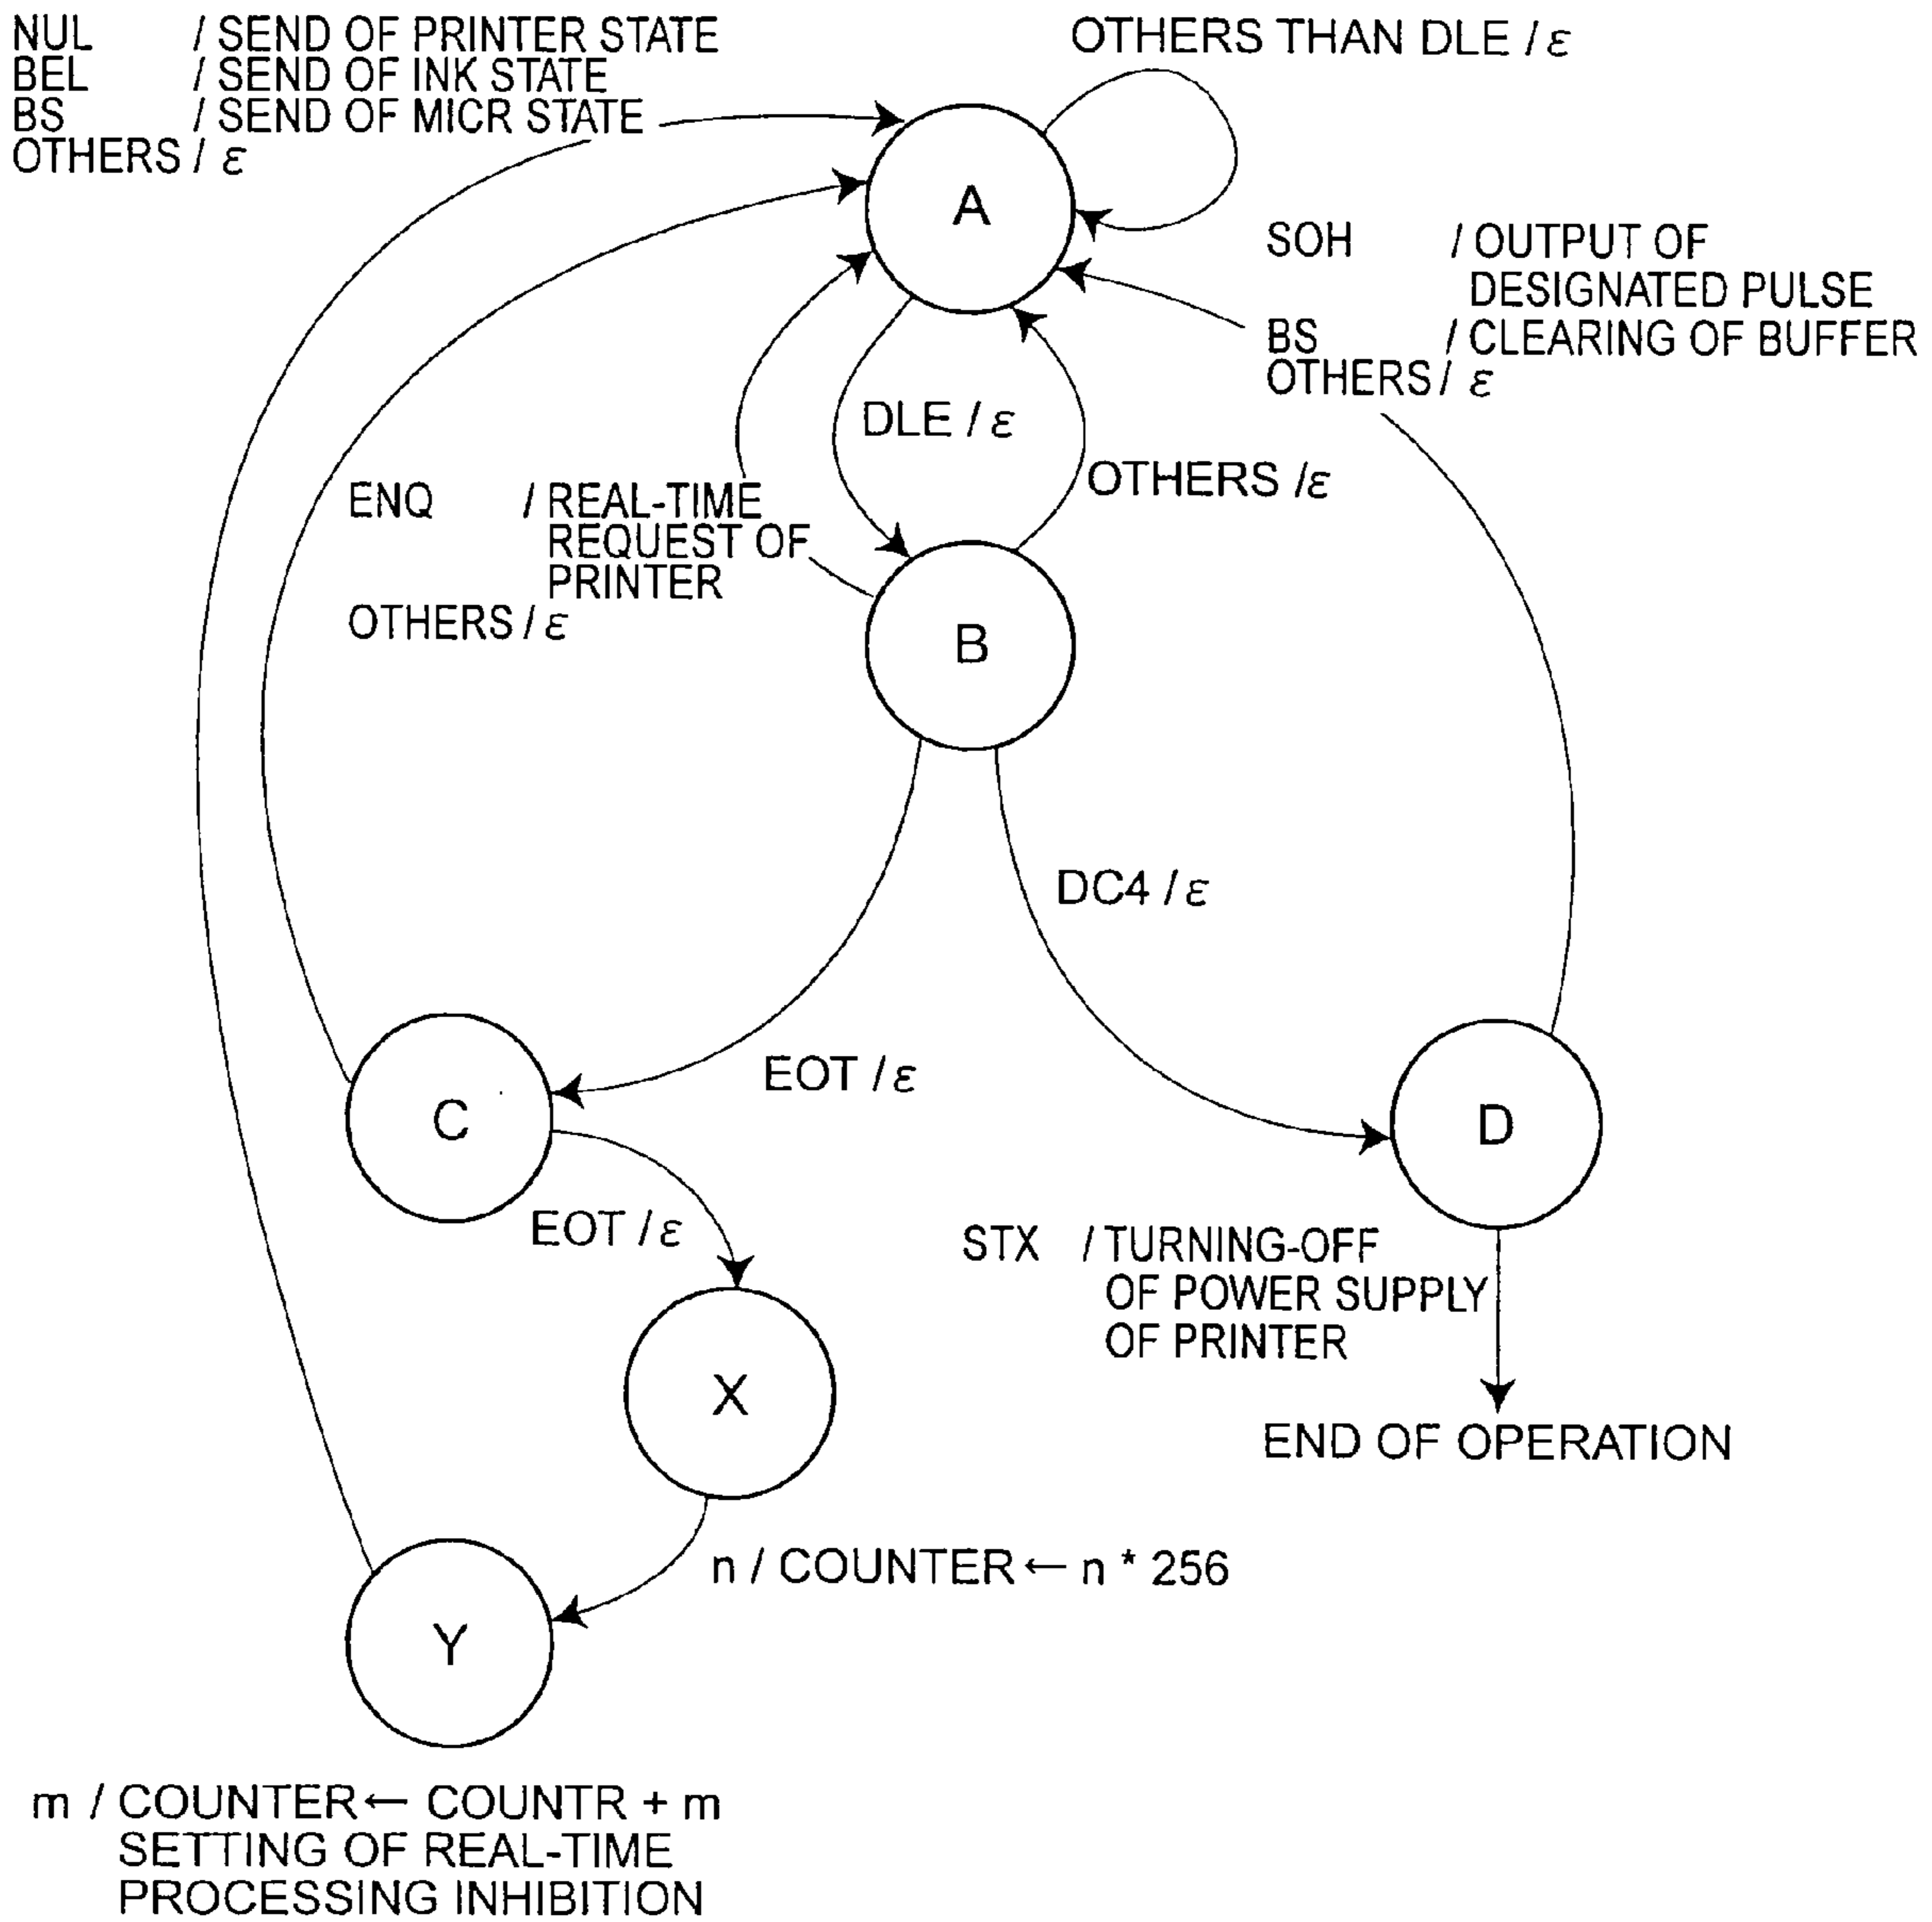 NUL / SEND OF PRINTER STATE
BEL / SEND OF INK STATE
BS / SEND OF MICR STATE
OTHERS / ε
OTHERS THAN DLE / ε
A
SOH / OUTPUT OF
DESIGNATED PULSE
BS / CLEARING OF BUFFER
OTHERS / ε
DLE / ε
OTHERS / ε
ENQ / REAL-TIME
REQUEST OF
PRINTER
OTHERS / ε
B
DC4 / ε
EOT / ε
C
D
EOT / ε
STX / TURNING-OFF
OF POWER SUPPLY
OF PRINTER
X
END OF OPERATION
n / COUNTER ← n * 256
Y
m / COUNTER ← COUNTR + m
SETTING OF REAL-TIME
PROCESSING INHIBITION